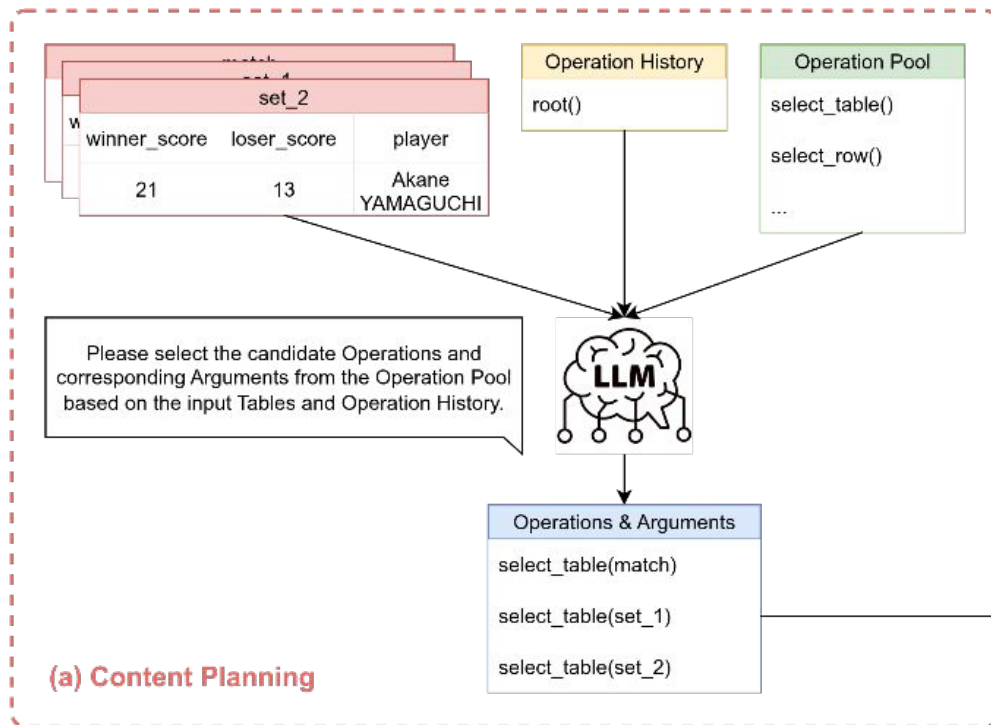 set_2
winner_score loser_score player
21 13 Akane
YAMAGUCHI
Operation History
root()
Operation Pool
select_table()
select_row()
...
Please select the candidate Operations and
corresponding Arguments from the Operation Pool
based on the input Tables and Operation History.
LLM
Operations & Arguments
select_table(match)
select_table(set_1)
select_table(set_2)
(a) Content Planning